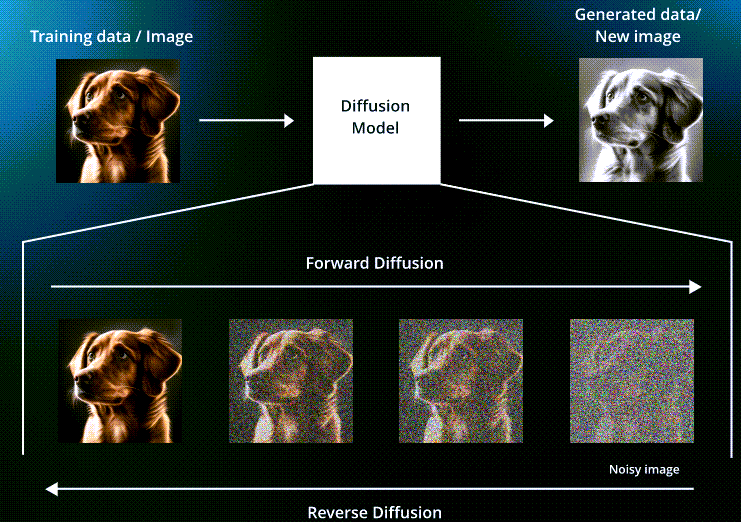 Training data / Image
Generated data/
New image
Diffusion
Model
Forward Diffusion
Noisy image
Reverse Diffusion